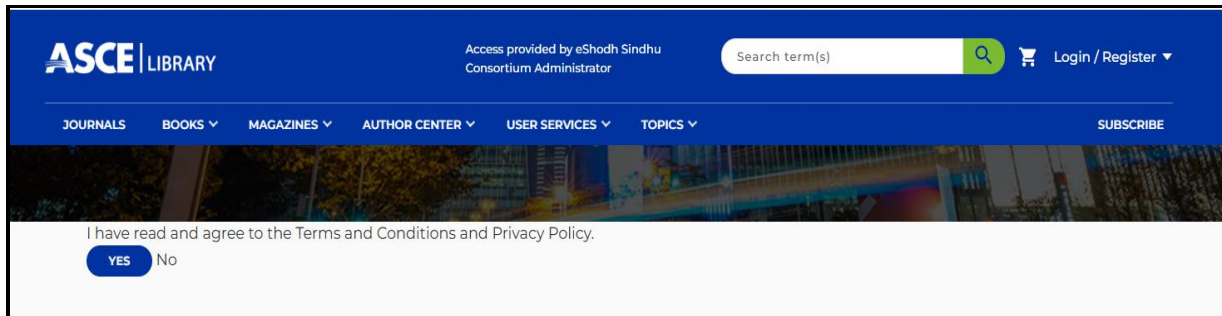 ASCE LIBRARY
Access provided by eShodh Sindhu
Consortium Administrator
Search term(s)
Login / Register
JOURNALS BOOKS MAGAZINES AUTHOR CENTER USER SERVICES TOPICS SUBSCRIBE
I have read and agree to the Terms and Conditions and Privacy Policy.
YES No